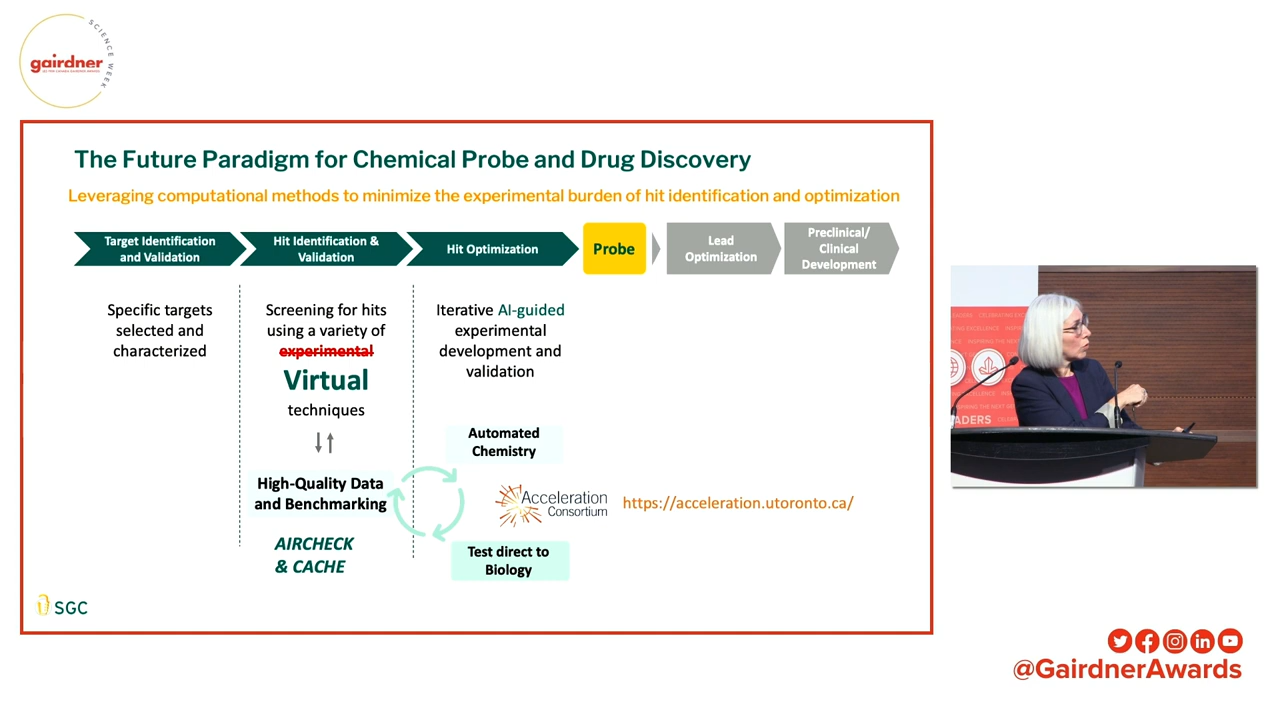 SCIENCE WEEK
gairdner
The Future Paradigm for Chemical Probe and Drug Discovery
Leveraging computational methods to minimize the experimental burden of hit identification and optimization
Target Identification
and Validation
Hit Identification &
Validation
Hit Optimization
Probe
Lead
Optimization
Preclinical/
Clinical
Development
Specific targets
selected and
characterized
Screening for hits
using a variety of
experimental
Virtual
techniques
High-Quality Data
and Benchmarking
AIRCHECK
& CACHE
Iterative AI-guided
experimental
development and
validation
Automated
Chemistry
Acceleration
Consortium
https://acceleration.utoronto.ca/
Test direct to
Biology
SGC
ADERS
@GairdnerAwards